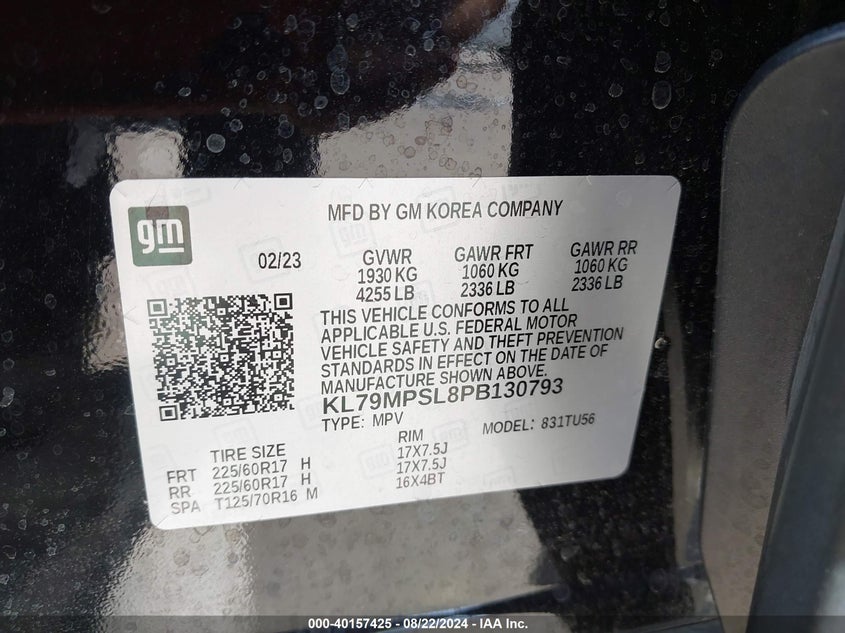 MFD BY GM KOREA COMPANY
gm
02/23
GVWR GAWR FRT GAWR RR
1930 KG 1060 KG 1060 KG
4255 LB 2336 LB 2336 LB
THIS VEHICLE CONFORMS TO ALL
APPLICABLE U.S. FEDERAL MOTOR
VEHICLE SAFETY AND THEFT PREVENTION
STANDARDS IN EFFECT ON THE DATE OF
MANUFACTURE SHOWN ABOVE.
KL79MPSL8PB130793
TYPE: MPV MODEL: 831TU56
TIRE SIZE RIM
FRT 225/60R17 H 17X7.5J
RR 225/60R17 H 17X7.5J
SPA T125/70R16 M 16X4BT
000-40157425 - 08/22/2024 - IAA Inc.